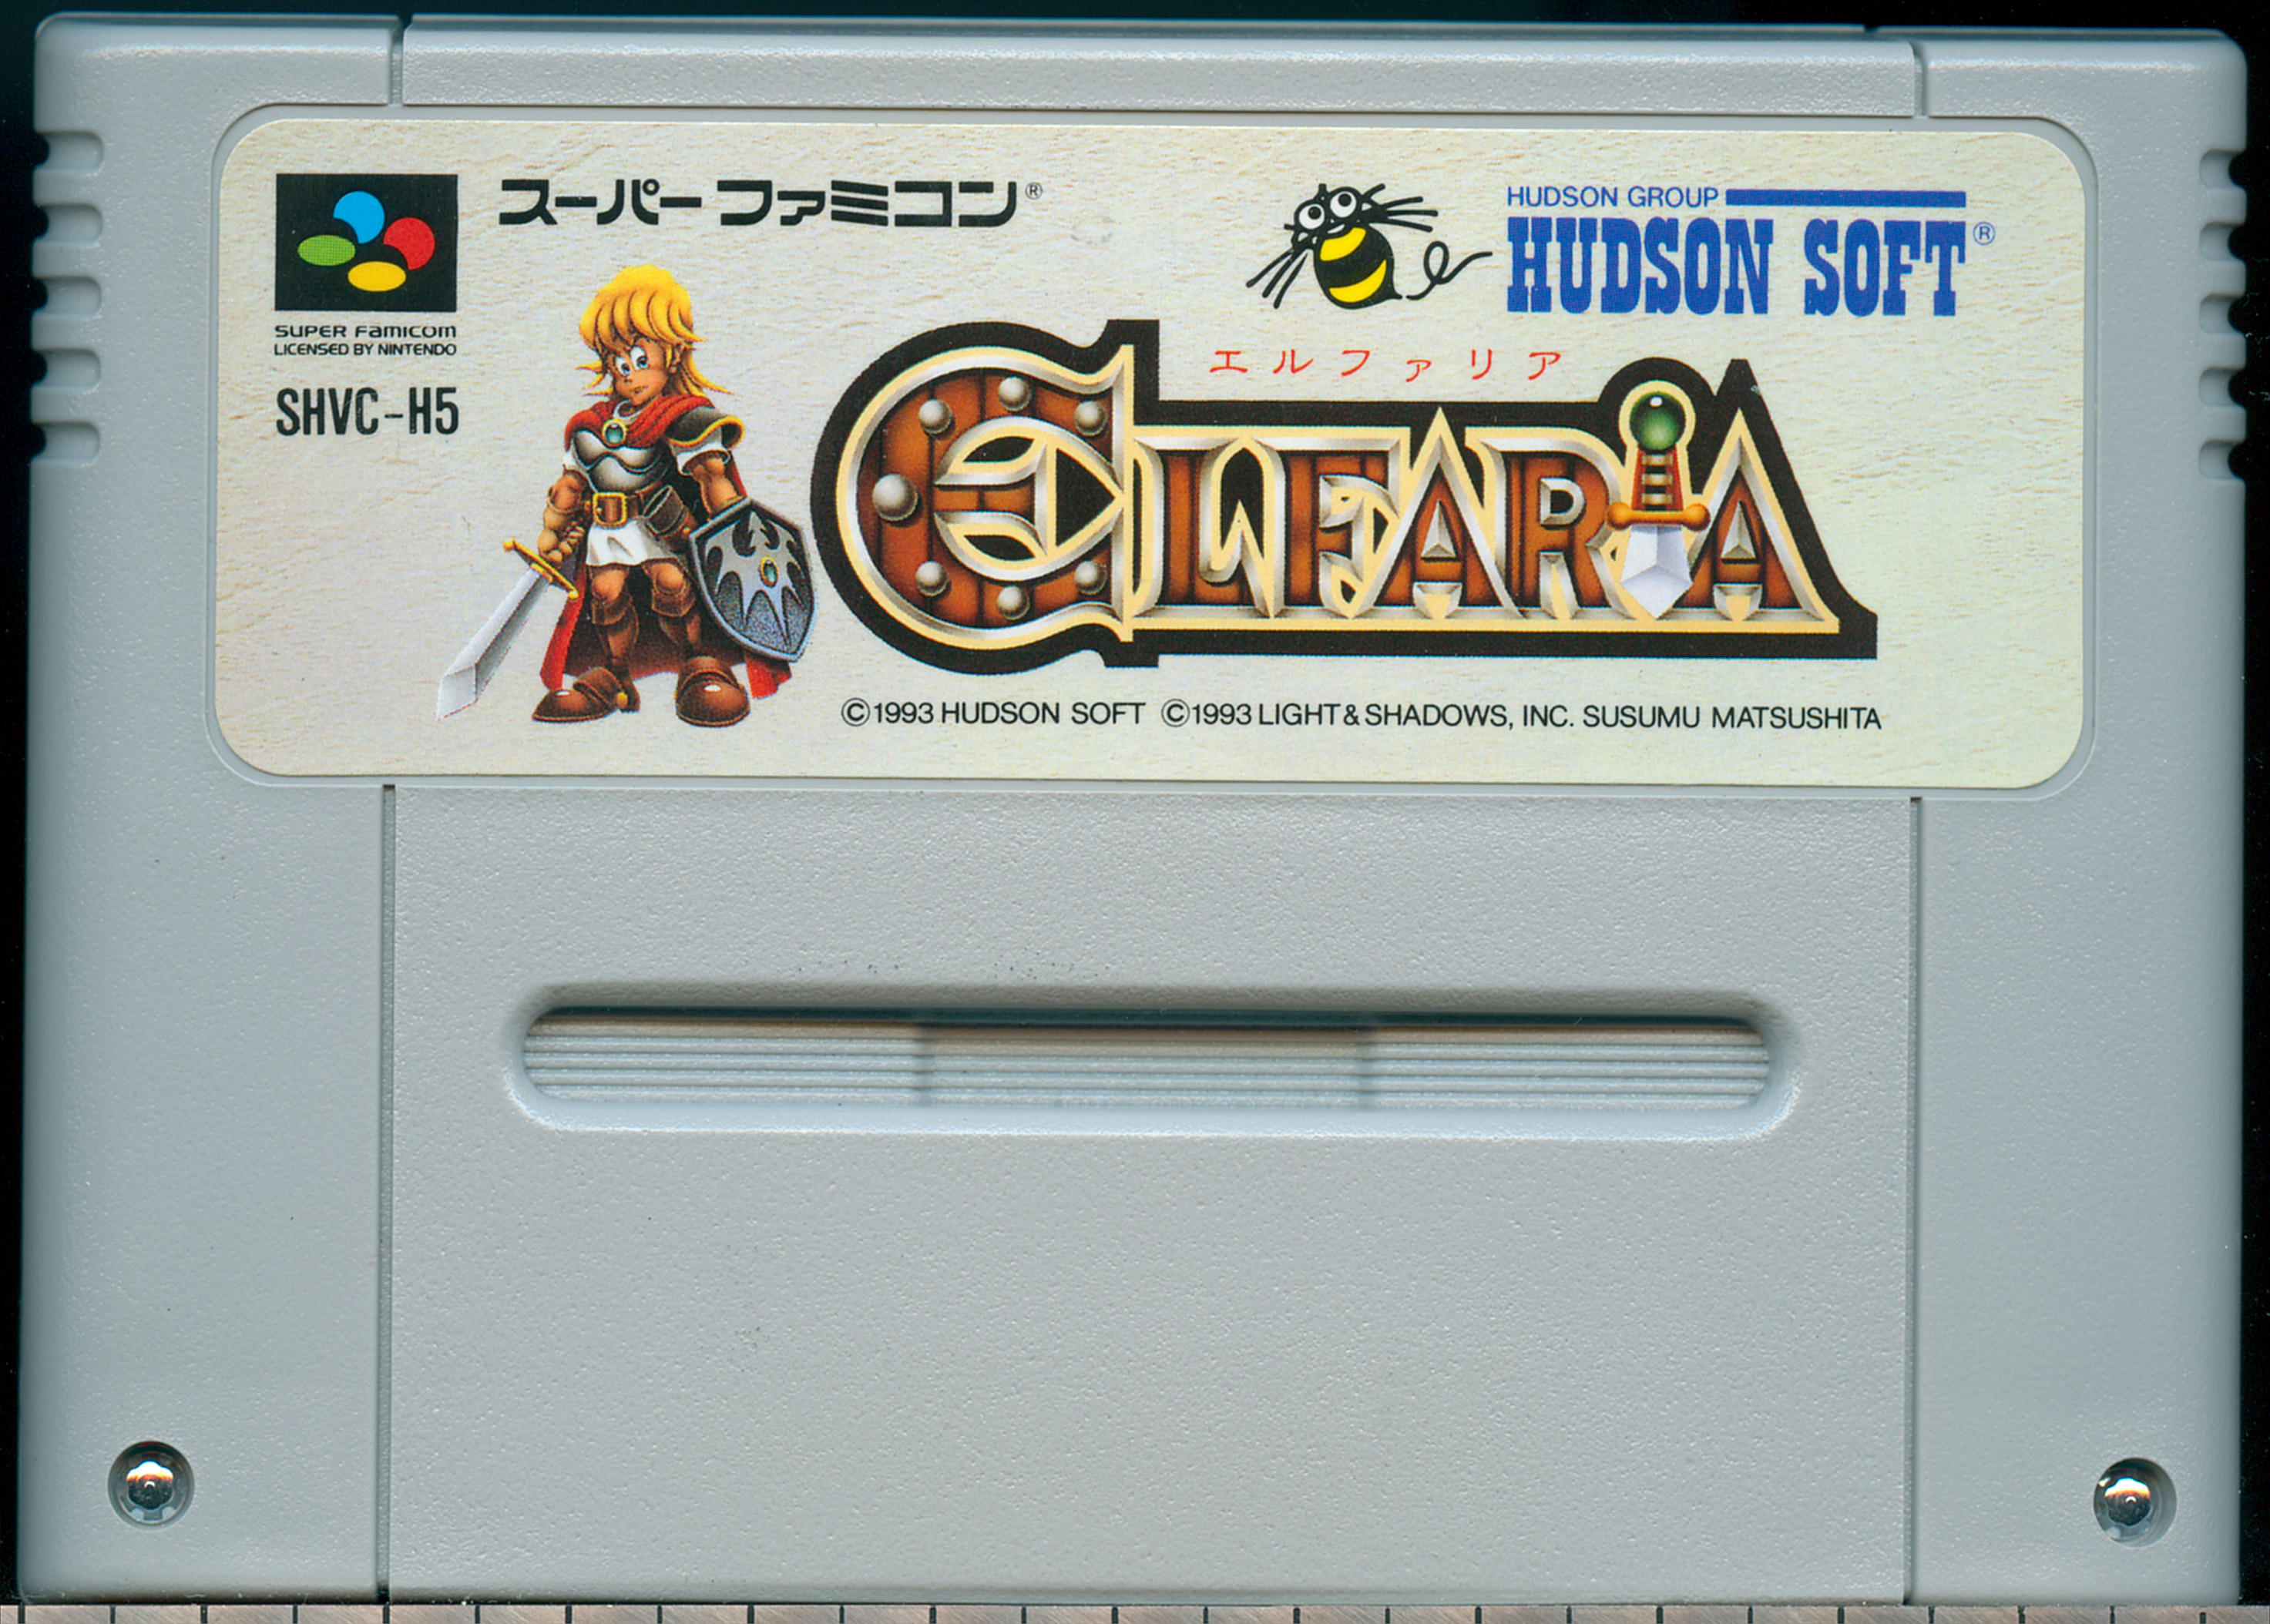 スーパーファミコン®
HUDSON GROUP
HUDSON SOFT®
SUPER FAMICOM
LICENSED BY NINTENDO
SHVC-H5
エルファリア
ELFARIA
©1993 HUDSON SOFT ©1993 LIGHT & SHADOWS, INC. SUSUMU MATSUSHITA